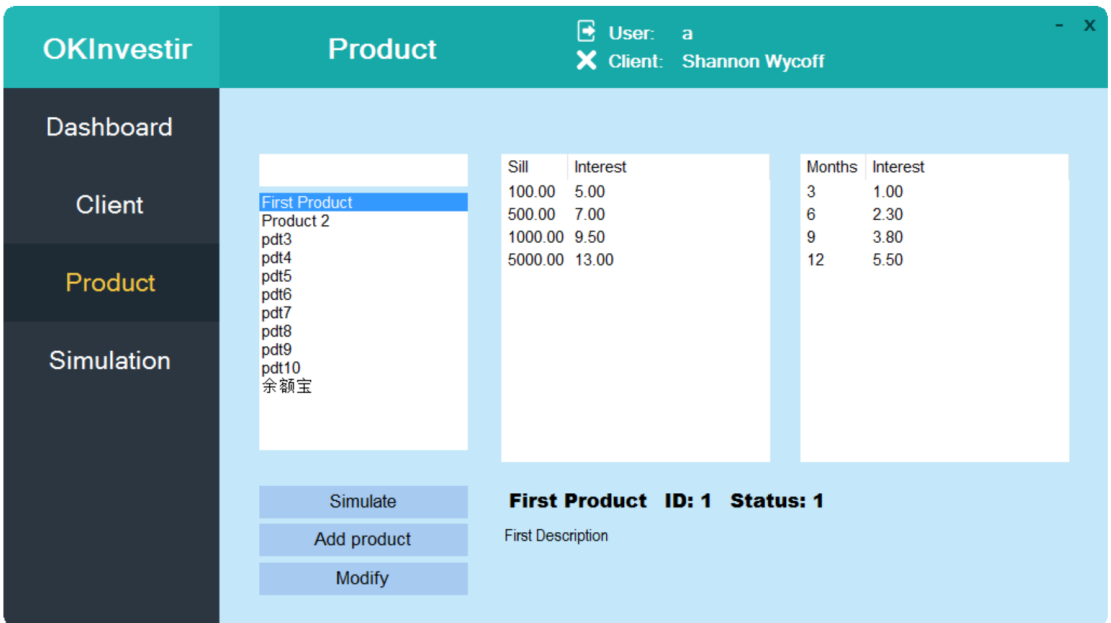 OKInvestir
Product
User: a
Client: Shannon Wycoff
- X
Dashboard
Client
Product
Simulation
First Product
Product 2
pdt3
pdt4
pdt5
pdt6
pdt7
pdt8
pdt9
pdt10
余额宝
Sill Interest
100.00 5.00
500.00 7.00
1000.00 9.50
5000.00 13.00
Months Interest
3 1.00
6 2.30
9 3.80
12 5.50
Simulate
Add product
Modify
First Product ID: 1 Status: 1
First Description